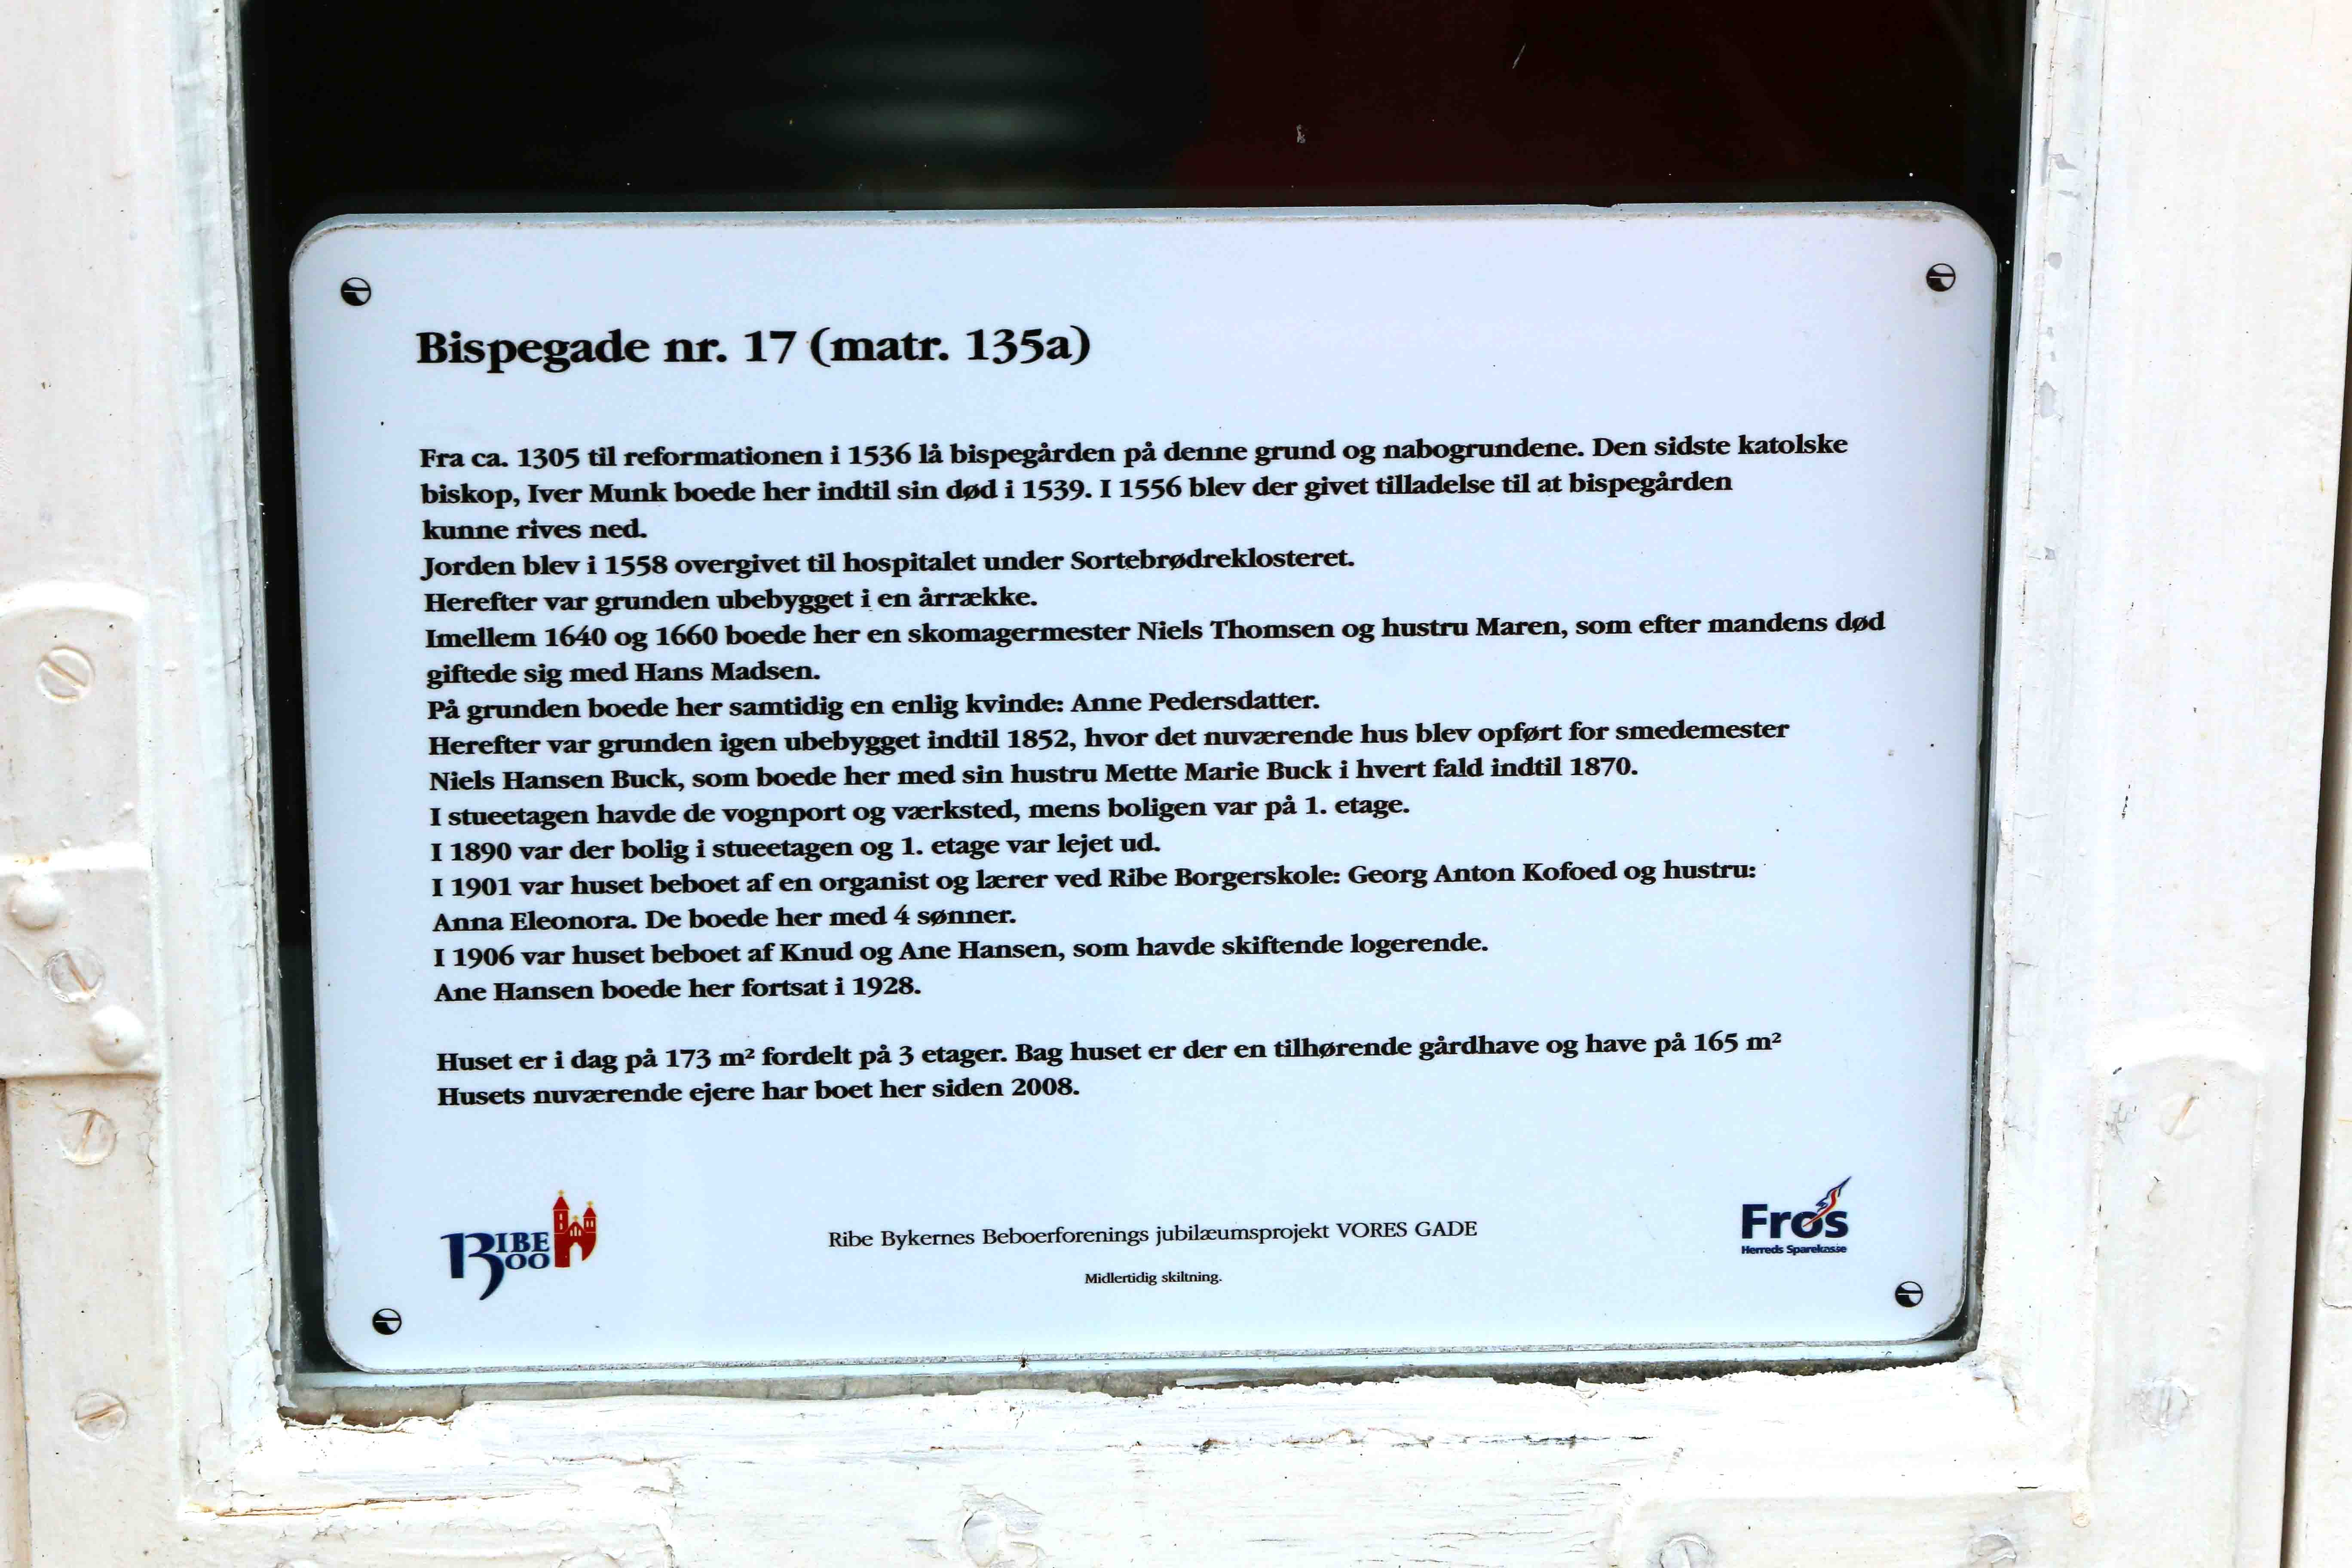 Bispegade nr. 17 (matr. 135a)
Fra ca. 1305 til reformationen i 1536 lå bispegården på denne grund og nabogrundene. Den sidste katolske
biskop, Iver Munk boede her indtil sin død i 1539. I 1556 blev der givet tilladelse til at bispegården
kunne rives ned.
Jorden blev i 1558 overgivet til hospitalet under Sortebrødreklosteret.
Herefter var grunden ubebygget i en årrække.
Imellem 1640 og 1660 boede her en skomagermester Niels Thomsen og hustru Maren, som efter mandens død
giftede sig med Hans Madsen.
På grunden boede her samtidig en enlig kvinde: Anne Pedersdatter.
Herefter var grunden igen ubebygget indtil 1852, hvor det nuværende hus blev opført for smedemester
Niels Hansen Buck, som boede her med sin hustru Mette Marie Buck i hvert fald indtil 1870.
I stueetagen havde de vognport og værksted, mens boligen var på 1. etage.
I 1890 var der bolig i stueetagen og 1. etage var lejet ud.
I 1901 var huset beboet af en organist og lærer ved Ribe Borgerskole: Georg Anton Kofoed og hustru:
Anna Eleonora. De boede her med 4 sønner.
I 1906 var huset beboet af Knud og Ane Hansen, som havde skiftende logerende.
Ane Hansen boede her fortsat i 1928.
Huset er i dag på 173 m² fordelt på 3 etager. Bag huset er der en tilhørende gårdhave og have på 165 m²
Husets nuværende ejere har boet her siden 2008.
RIBE
1300
Ribe Bykernes Beboerforenings jubilæumsprojekt VORES GADE
Midlertidig skiltning.
Frøs
Herreds Sparekasse